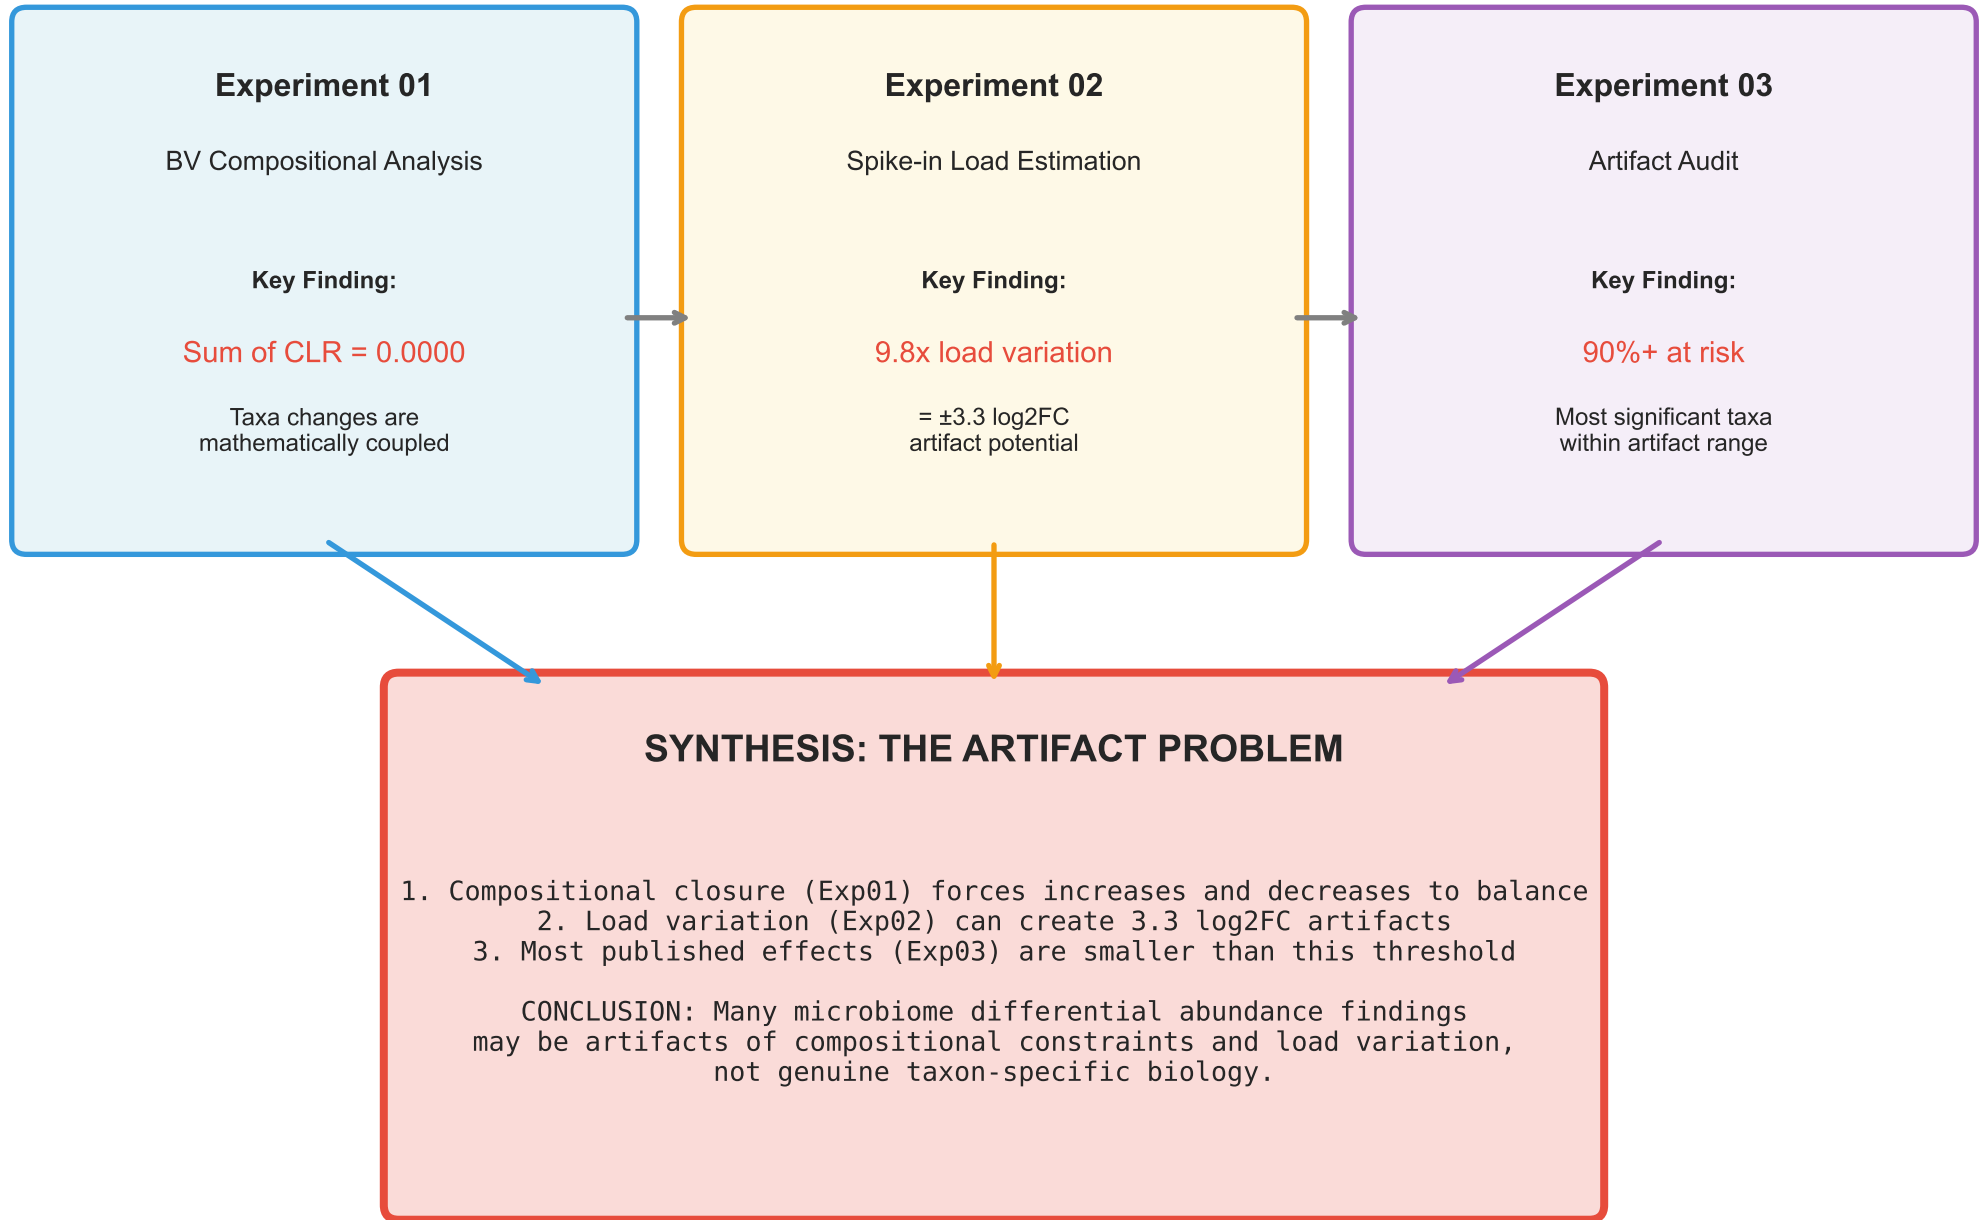 Experiment 01
BV Compositional Analysis
Key Finding:
Sum of CLR = 0.0000
Taxa changes are
mathematically coupled
Experiment 02
Spike-in Load Estimation
Key Finding:
9.8x load variation
= ±3.3 log2FC
artifact potential
Experiment 03
Artifact Audit
Key Finding:
90%+ at risk
Most significant taxa
within artifact range
SYNTHESIS: THE ARTIFACT PROBLEM
1. Compositional closure (Exp01) forces increases and decreases to balance
2. Load variation (Exp02) can create 3.3 log2FC artifacts
3. Most published effects (Exp03) are smaller than this threshold
CONCLUSION: Many microbiome differential abundance findings
may be artifacts of compositional constraints and load variation,
not genuine taxon-specific biology.